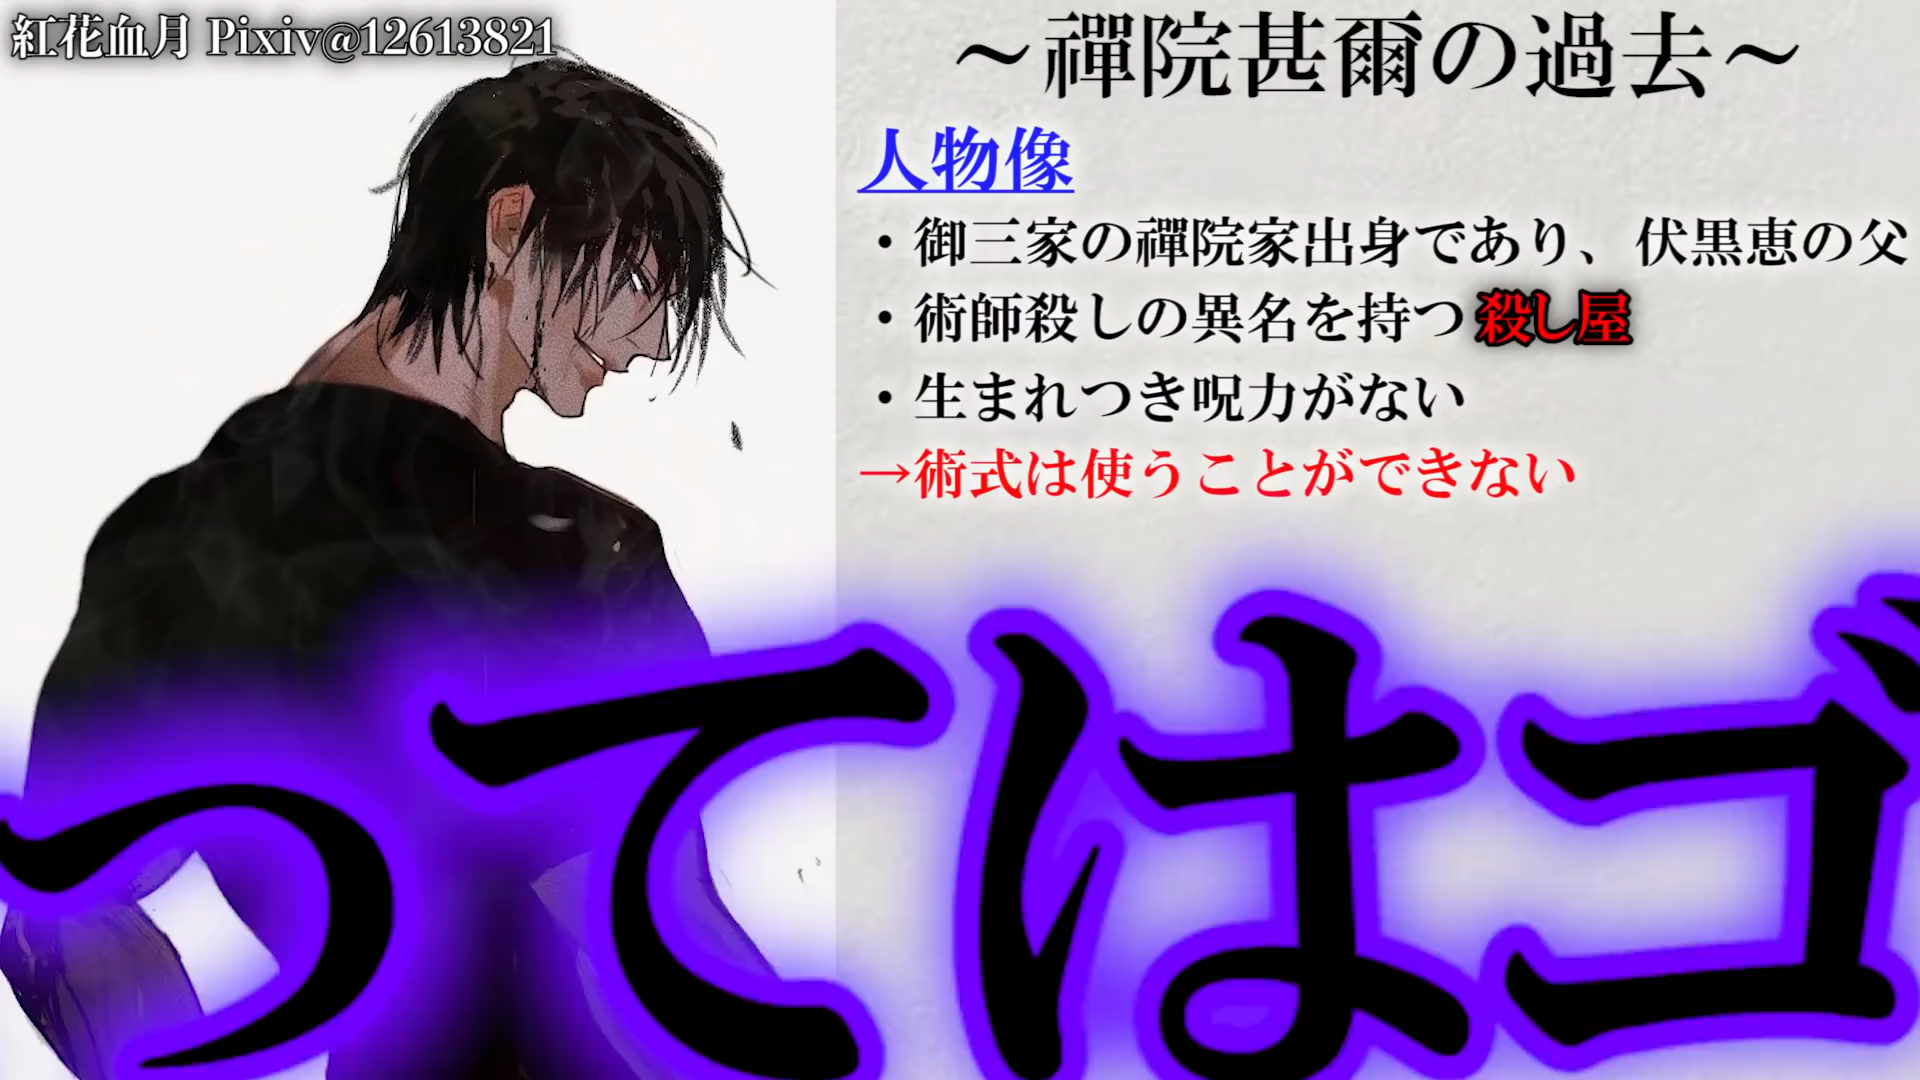 紅花血月 Pixiv@12613821
～禪院甚爾の過去～
人物像
・御三家の禪院家出身であり、伏黒恵の父
・術師殺しの異名を持つ 殺し屋
・生まれつき呪力がない
→術式は使うことができない
ってはゴ